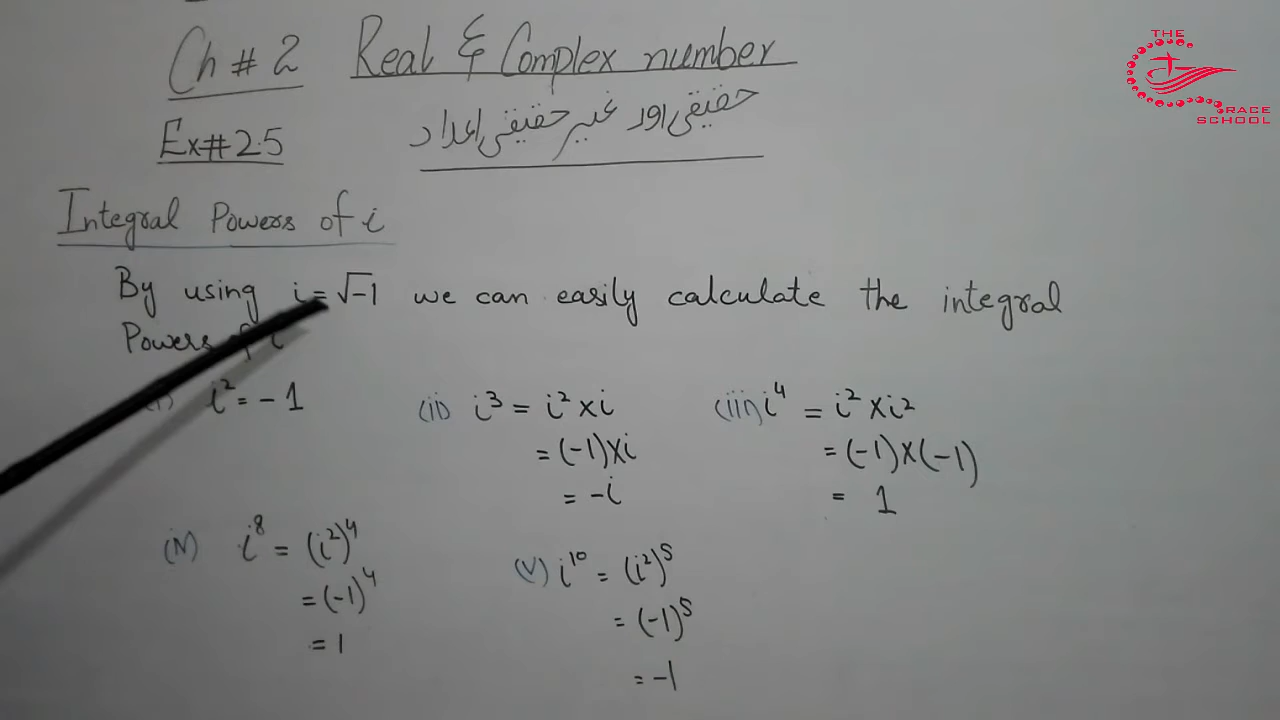 Ch # 2 Real & Complex number
حقیقی اور غیر حقیقی اعداد
Ex# 2.5
THE
RACE
SCHOOL
Integral Powers of i
By using i = √-1 we can easily calculate the integral
Powers of i
(i) i² = - 1
(ii) i³ = i² × i
= (-1) × i
= -i
(iii) i⁴ = i² × i²
= (-1) × (-1)
= 1
(iv) i⁸ = (i²)⁴
= (-1)⁴
= 1
(v) i¹⁰ = (i²)⁵
= (-1)⁵
= -1